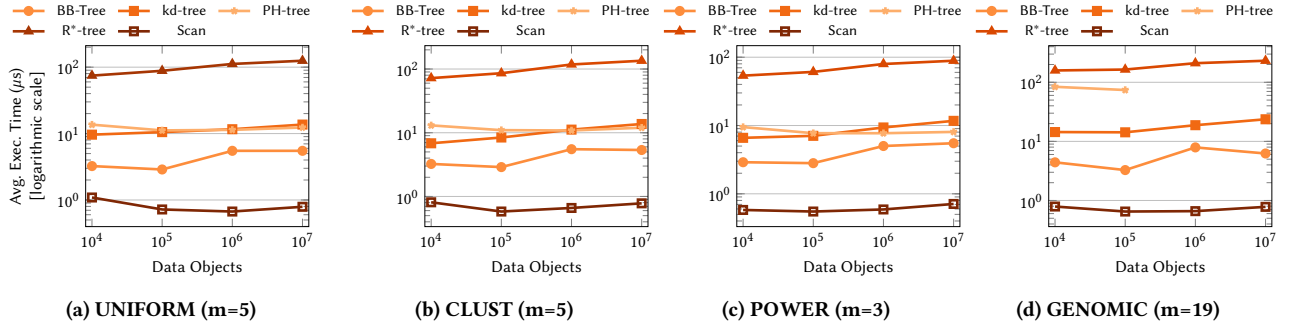 BB-Tree kd-tree PH-tree
R*-tree Scan
Avg. Exec. Time (μs)
[logarithmic scale]
10^2
10^1
10^0
10^4 10^5 10^6 10^7
Data Objects
(a) UNIFORM (m=5)
BB-Tree kd-tree PH-tree
R*-tree Scan
10^2
10^1
10^0
10^4 10^5 10^6 10^7
Data Objects
(b) CLUST (m=5)
BB-Tree kd-tree PH-tree
R*-tree Scan
10^2
10^1
10^0
10^4 10^5 10^6 10^7
Data Objects
(c) POWER (m=3)
BB-Tree kd-tree PH-tree
R*-tree Scan
10^2
10^1
10^0
10^4 10^5 10^6 10^7
Data Objects
(d) GENOMIC (m=19)